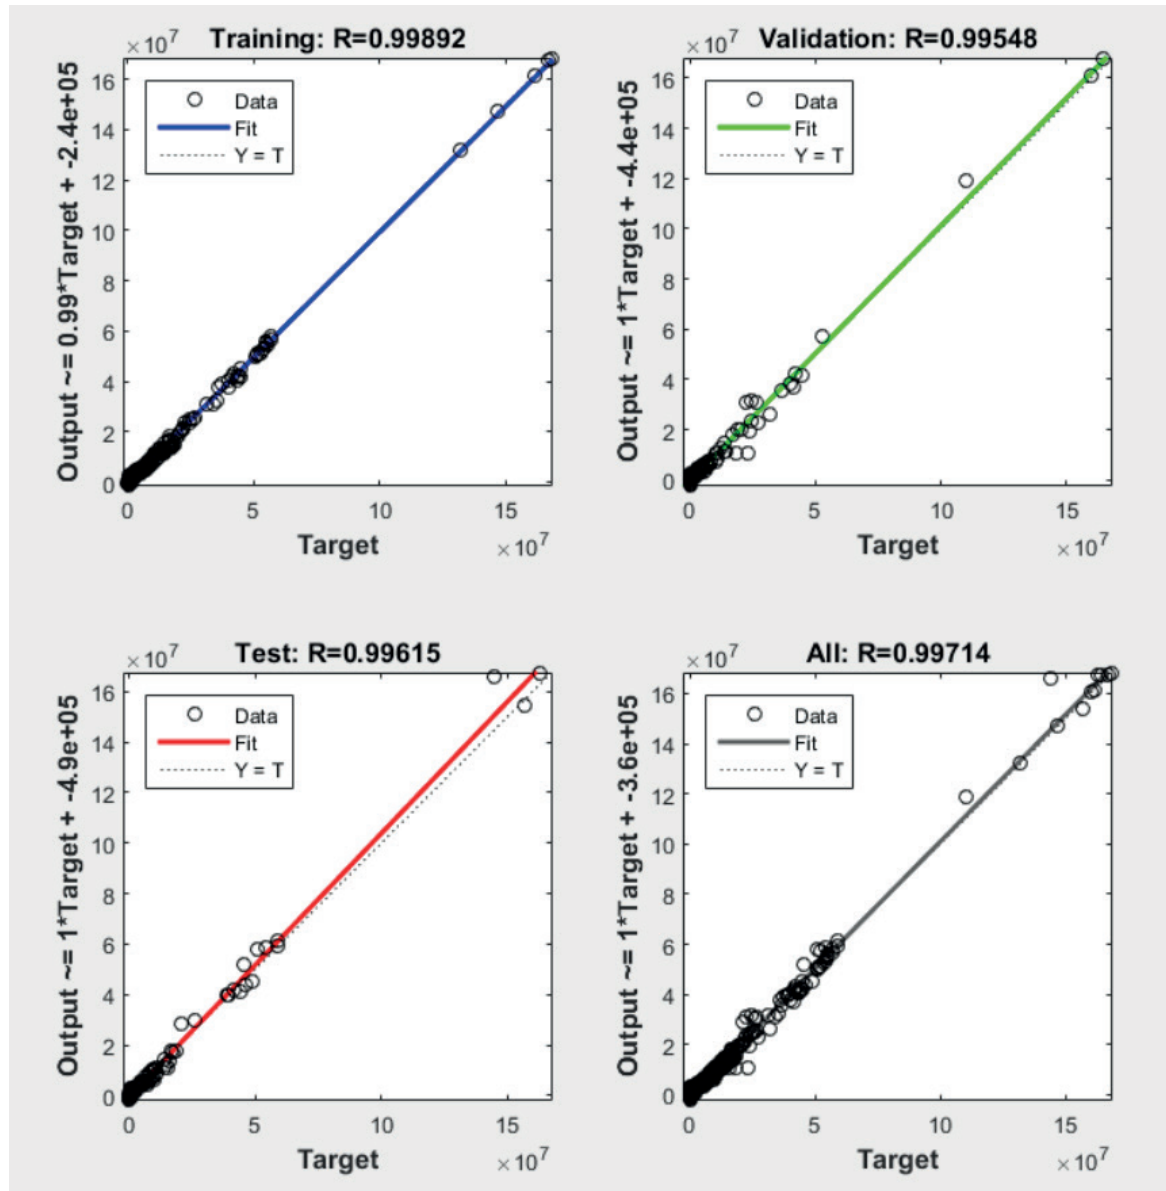 ×10⁷
Training: R=0.99892
Output ~= 0.99*Target + -2.4e+05
16
14
12
10
8
6
4
2
0
Data
Fit
Y = T
0
5
10
15
Target
×10⁷
×10⁷
Validation: R=0.99548
Output ~= 1*Target + -4.4e+05
16
14
12
10
8
6
4
2
0
Data
Fit
Y = T
0
5
10
15
Target
×10⁷
×10⁷
Test: R=0.99615
Output ~= 1*Target + -4.9e+05
16
14
12
10
8
6
4
2
0
Data
Fit
Y = T
0
5
10
15
Target
×10⁷
×10⁷
All: R=0.99714
Output ~= 1*Target + -3.6e+05
16
14
12
10
8
6
4
2
0
Data
Fit
Y = T
0
5
10
15
Target
×10⁷